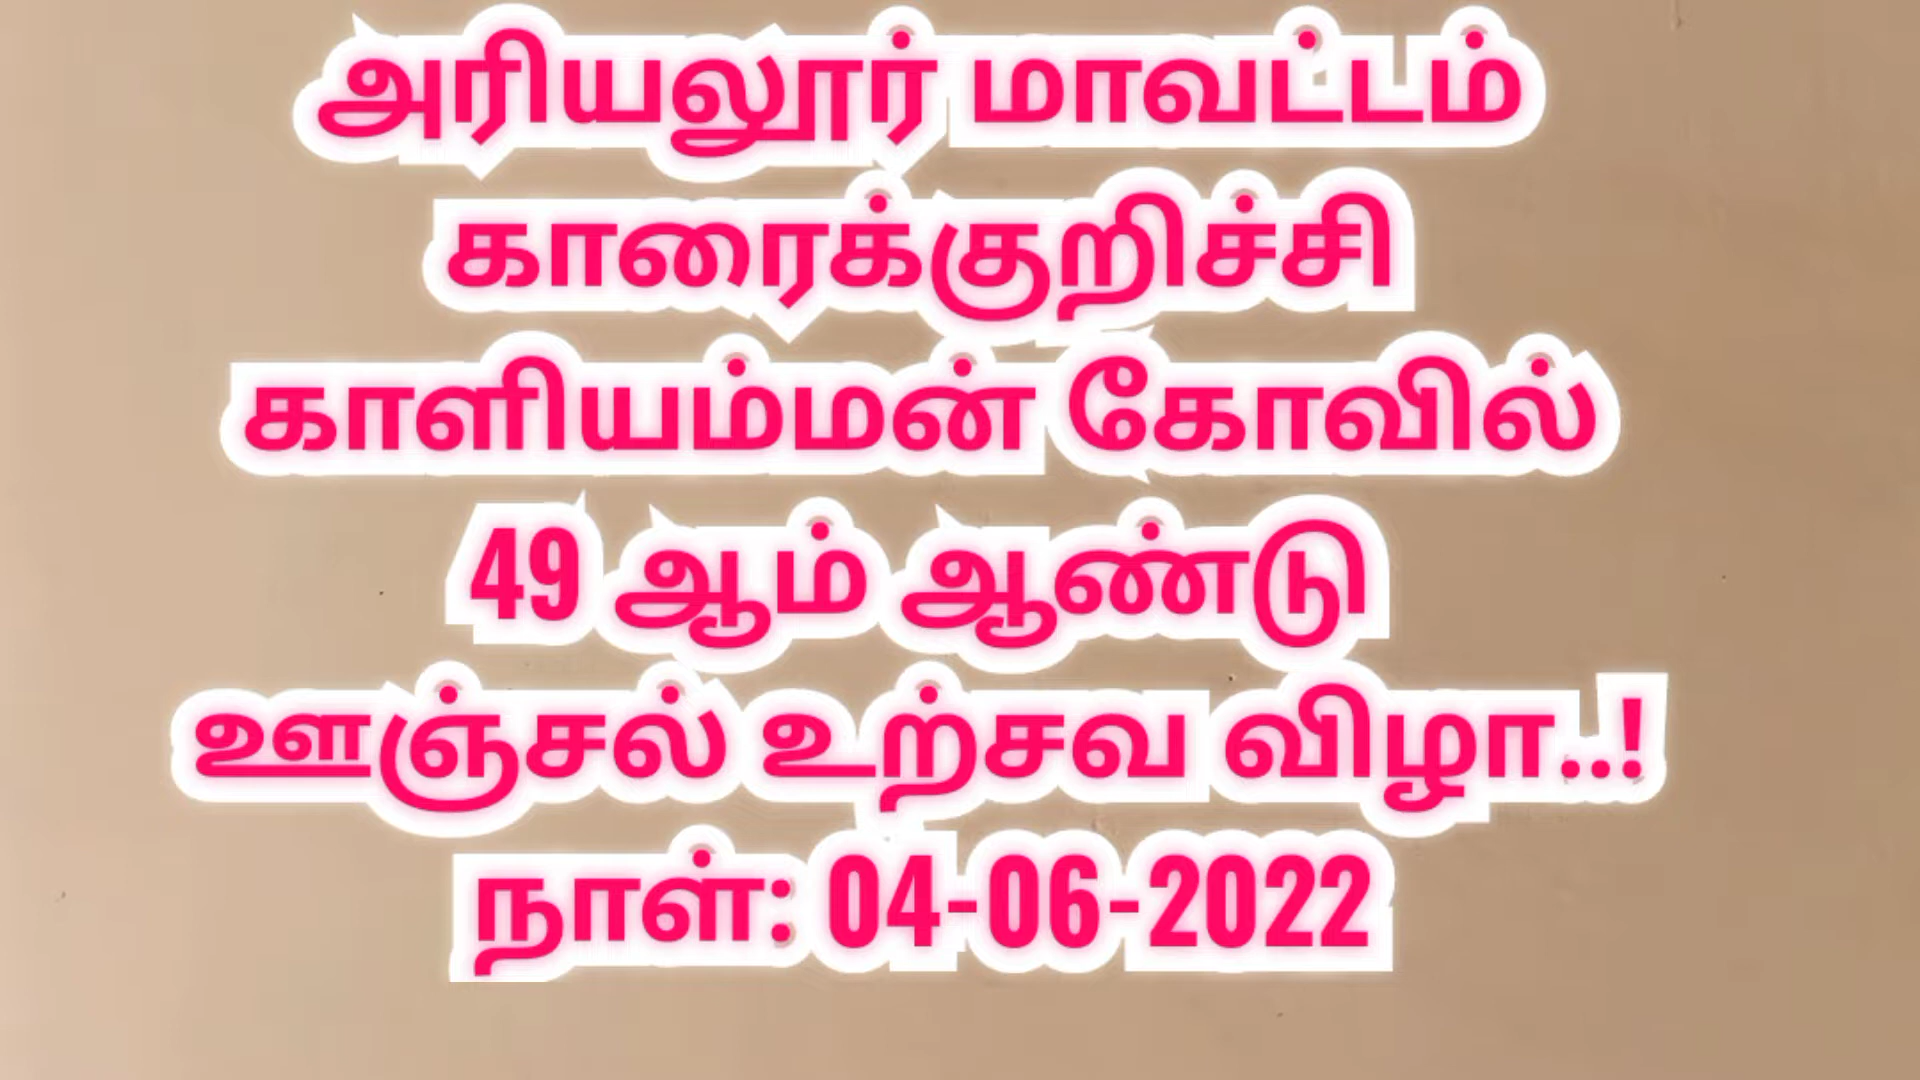 அரியலூர் மாவட்டம்
காரைக்குறிச்சி
காளியம்மன் கோவில்
49 ஆம் ஆண்டு
ஊஞ்சல் உற்சவ விழா..!
நாள்: 04-06-2022